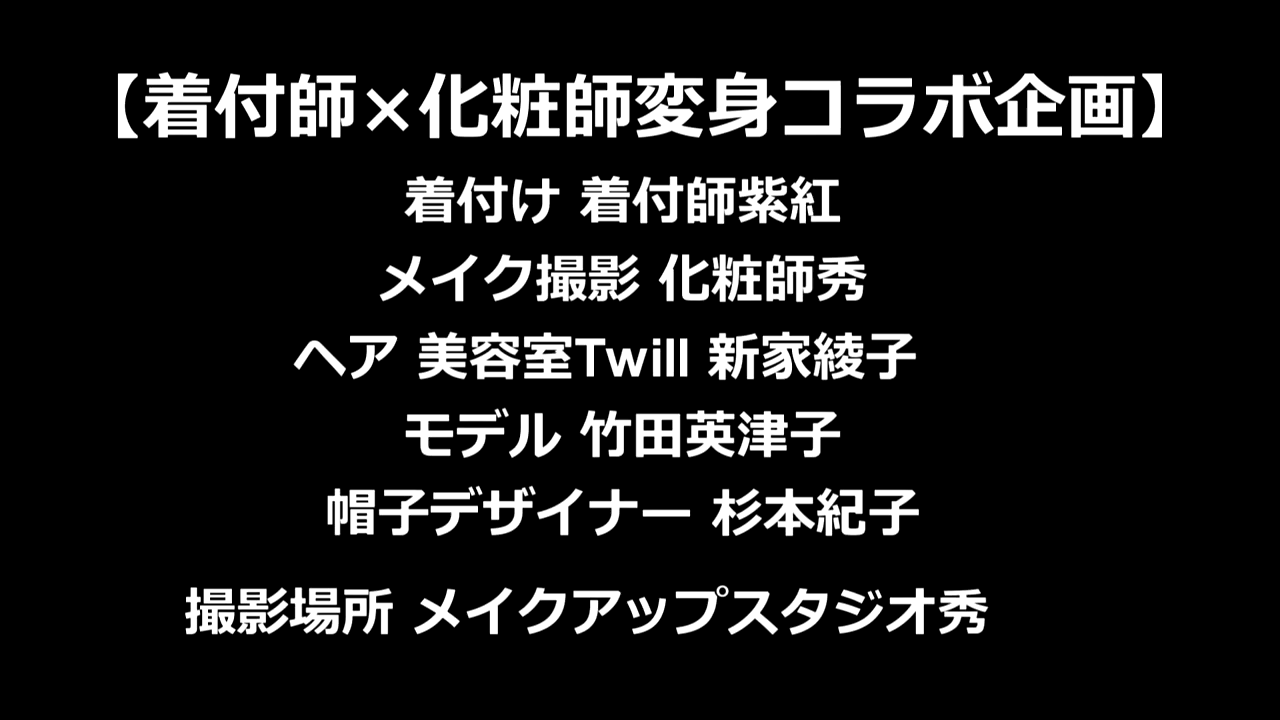 【着付師×化粧師変身コラボ企画】
着付け 着付師紫紅
メイク撮影 化粧師秀
ヘア 美容室Twill 新家綾子
モデル 竹田英津子
帽子デザイナー 杉本紀子
撮影場所 メイクアップスタジオ秀